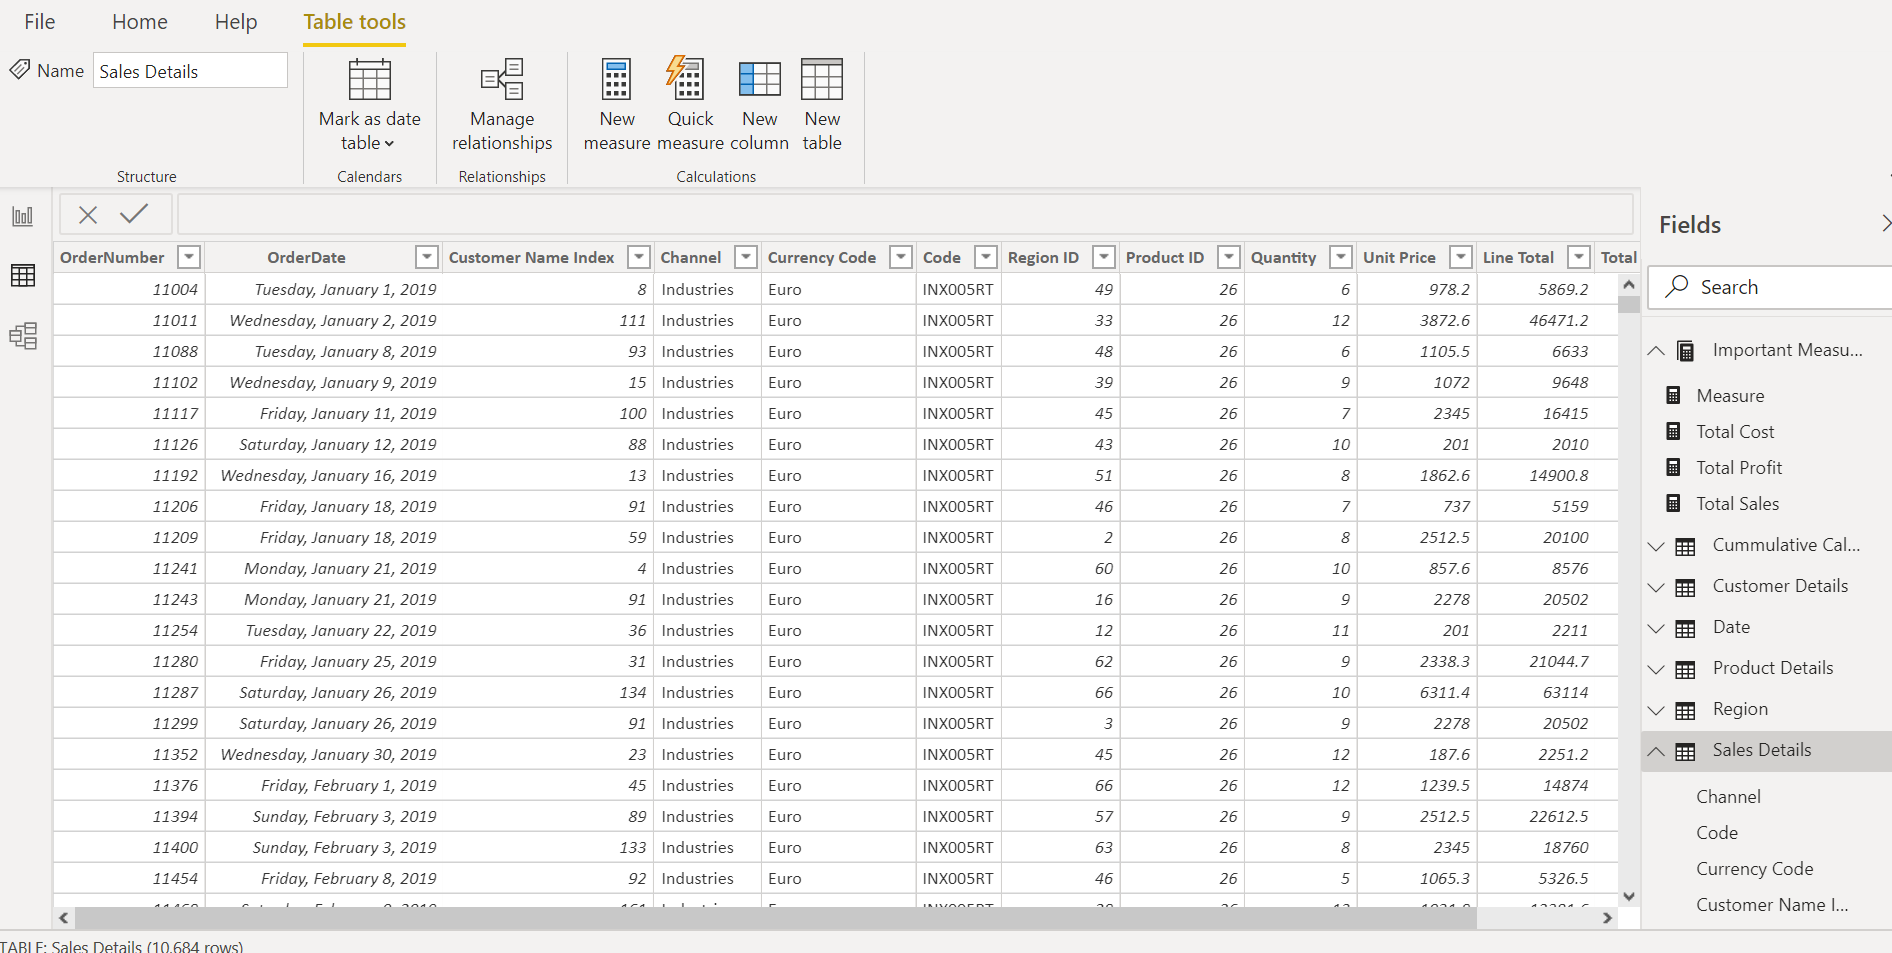 File Home Help Table tools
Name Sales Details
Mark as date table
Manage relationships
New measure
Quick measure
New column
New table
Structure Calendars Relationships Calculations
OrderNumber OrderDate Customer Name Index Channel Currency Code Code Region ID Product ID Quantity Unit Price Line Total Total
11004 Tuesday, January 1, 2019 8 Industries Euro INX005RT 49 26 6 978.2 5869.2
11011 Wednesday, January 2, 2019 111 Industries Euro INX005RT 33 26 12 3872.6 46471.2
11088 Tuesday, January 8, 2019 93 Industries Euro INX005RT 48 26 6 1105.5 6633
11102 Wednesday, January 9, 2019 15 Industries Euro INX005RT 39 26 9 1072 9648
11117 Friday, January 11, 2019 100 Industries Euro INX005RT 45 26 7 2345 16415
11126 Saturday, January 12, 2019 88 Industries Euro INX005RT 43 26 10 201 2010
11192 Wednesday, January 16, 2019 13 Industries Euro INX005RT 51 26 8 1862.6 14900.8
11206 Friday, January 18, 2019 91 Industries Euro INX005RT 46 26 7 737 5159
11209 Friday, January 18, 2019 59 Industries Euro INX005RT 2 26 8 2512.5 20100
11241 Monday, January 21, 2019 4 Industries Euro INX005RT 60 26 10 857.6 8576
11243 Monday, January 21, 2019 91 Industries Euro INX005RT 16 26 9 2278 20502
11254 Tuesday, January 22, 2019 36 Industries Euro INX005RT 12 26 11 201 2211
11280 Friday, January 25, 2019 31 Industries Euro INX005RT 62 26 9 2338.3 21044.7
11287 Saturday, January 26, 2019 134 Industries Euro INX005RT 66 26 10 6311.4 63114
11299 Saturday, January 26, 2019 91 Industries Euro INX005RT 3 26 9 2278 20502
11352 Wednesday, January 30, 2019 23 Industries Euro INX005RT 45 26 12 187.6 2251.2
11376 Friday, February 1, 2019 45 Industries Euro INX005RT 66 26 12 1239.5 14874
11394 Sunday, February 3, 2019 89 Industries Euro INX005RT 57 26 9 2512.5 22612.5
11400 Sunday, February 3, 2019 133 Industries Euro INX005RT 63 26 8 2345 18760
11454 Friday, February 8, 2019 92 Industries Euro INX005RT 46 26 5 1065.3 5326.5
Fields
Search
Important Measu...
Measure
Total Cost
Total Profit
Total Sales
Cummulative Cal...
Customer Details
Date
Product Details
Region
Sales Details
Channel
Code
Currency Code
Customer Name I...
TABLE: Sales Details (10,684 rows)